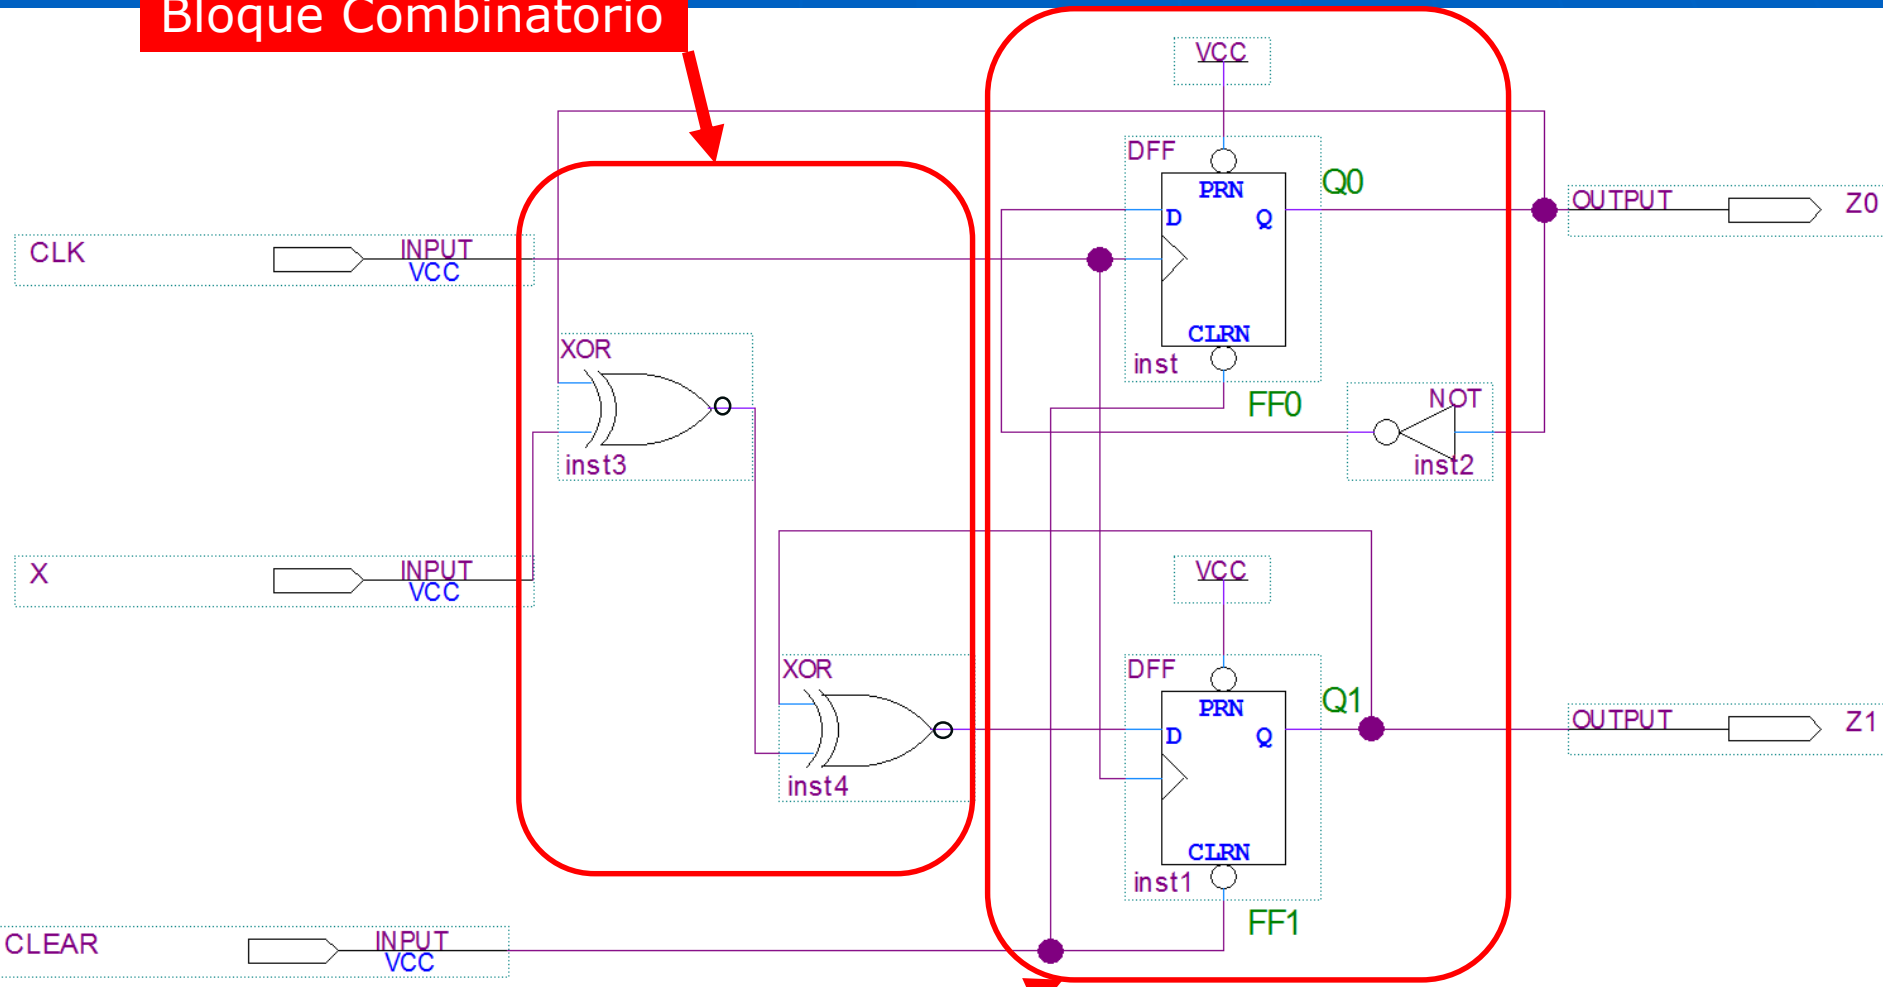 Bloque Combinatorio
VCC
DFF
PRN
Q0
D
Q
OUTPUT
Z0
CLK
INPUT
VCC
CLRN
inst
FF0
XOR
inst3
NOT
inst2
X
INPUT
VCC
VCC
XOR
inst4
DFF
PRN
Q1
D
Q
OUTPUT
Z1
CLRN
inst1
FF1
CLEAR
INPUT
VCC